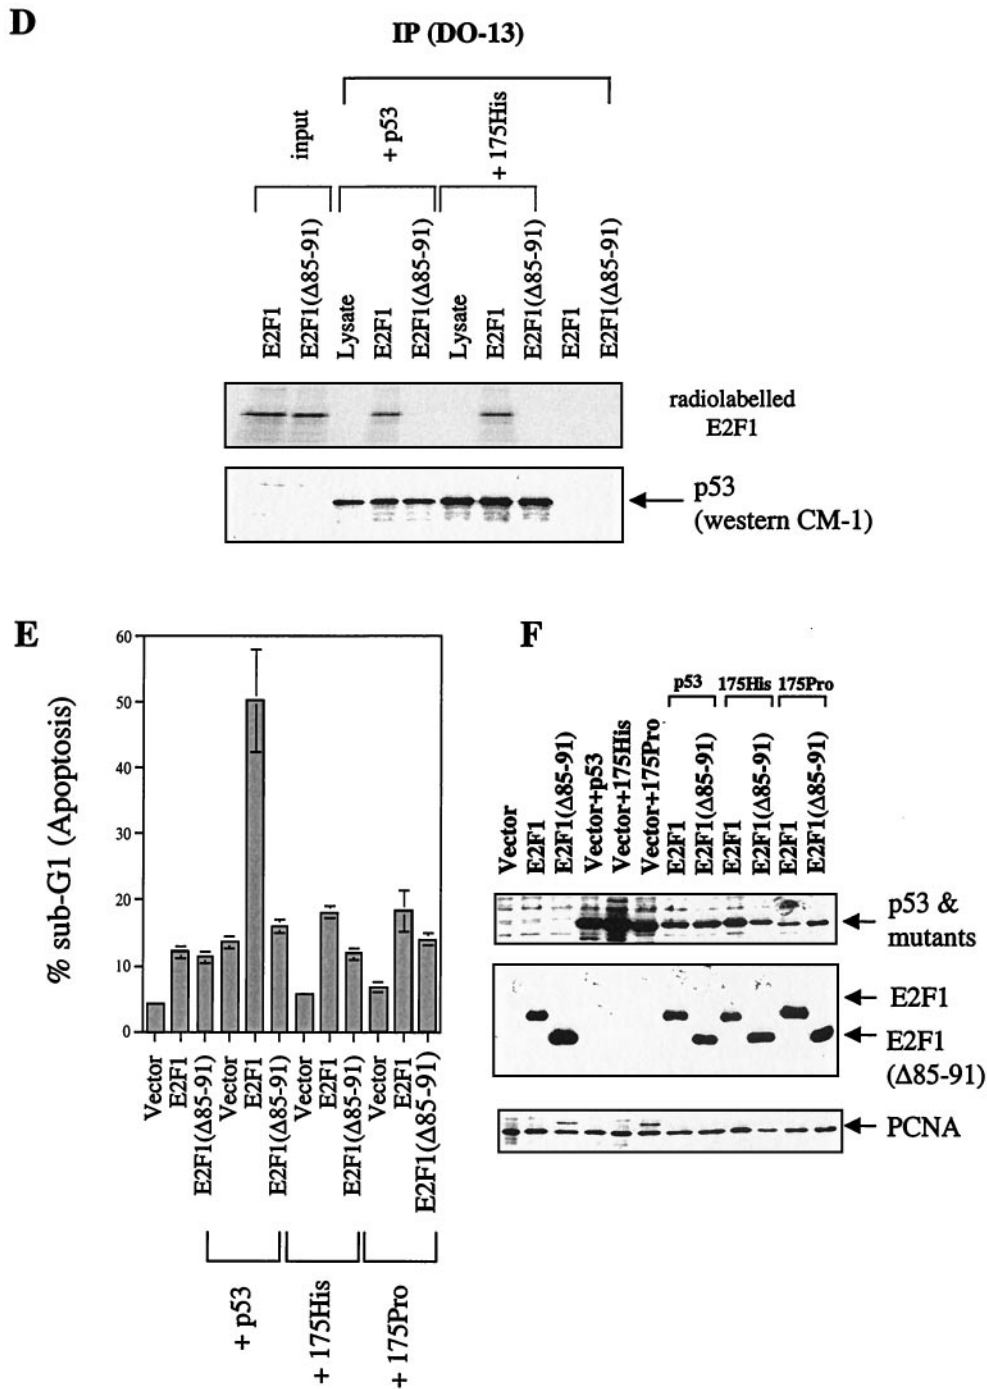 D
IP (DO-13)
input
+ p53
+ 175His
E2F1
E2F1(Δ85-91)
Lysate
E2F1
E2F1(Δ85-91)
Lysate
E2F1
E2F1(Δ85-91)
E2F1
E2F1(Δ85-91)
radiolabelled
E2F1
p53
(western CM-1)
E
% sub-G1 (Apoptosis)
60
50
40
30
20
10
0
Vector
E2F1
E2F1(Δ85-91)
Vector
E2F1
E2F1(Δ85-91)
Vector
E2F1
E2F1(Δ85-91)
Vector
E2F1
E2F1(Δ85-91)
+ p53
+ 175His
+ 175Pro
F
p53
175His
175Pro
Vector
E2F1
E2F1(Δ85-91)
Vector+p53
Vector+175His
Vector+175Pro
E2F1
E2F1(Δ85-91)
E2F1
E2F1(Δ85-91)
E2F1
E2F1(Δ85-91)
p53 &
mutants
E2F1
E2F1
(Δ85-91)
PCNA